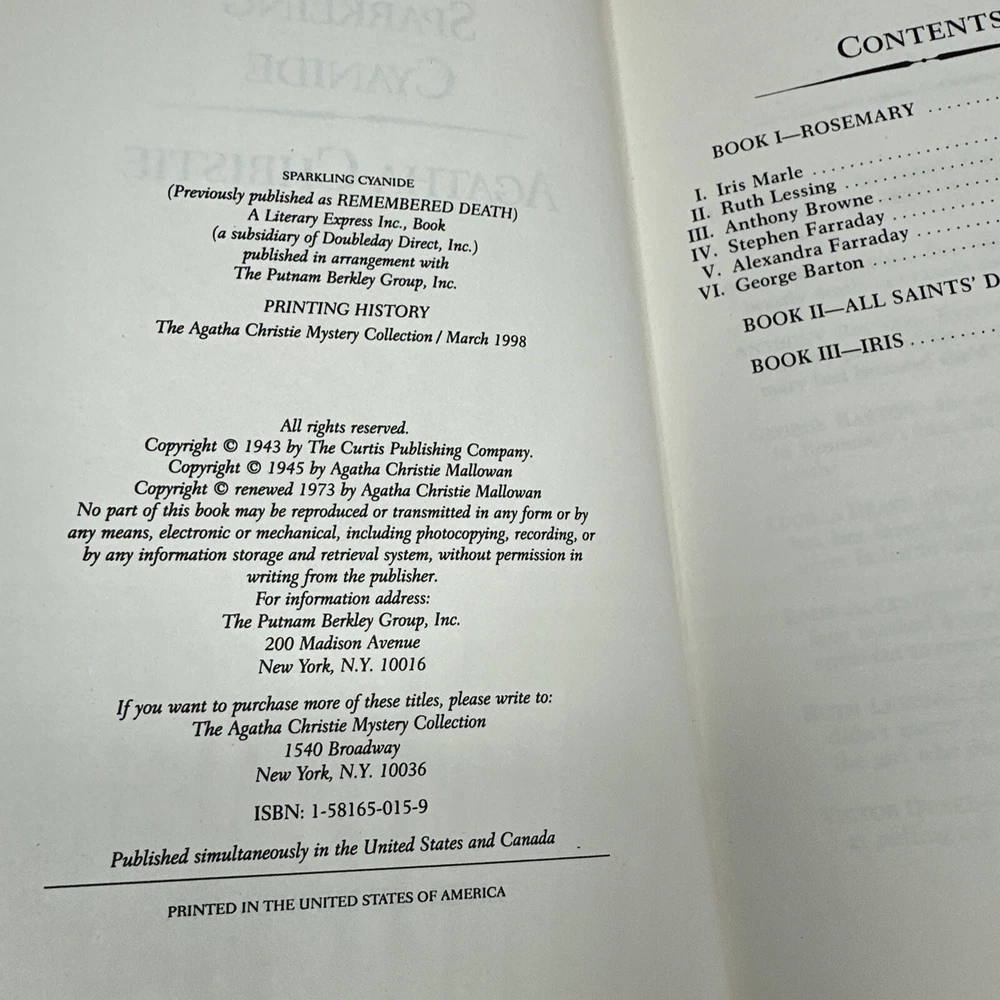 SPARKLING CYANIDE
(Previously published as REMEMBERED DEATH)
A Literary Express Inc., Book
(a subsidiary of Doubleday Direct, Inc.)
published in arrangement with
The Putnam Berkley Group, Inc.
PRINTING HISTORY
The Agatha Christie Mystery Collection / March 1998
All rights reserved.
Copyright © 1943 by The Curtis Publishing Company.
Copyright © 1945 by Agatha Christie Mallowan
Copyright © renewed 1973 by Agatha Christie Mallowan
No part of this book may be reproduced or transmitted in any form or by
any means, electronic or mechanical, including photocopying, recording, or
by any information storage and retrieval system, without permission in
writing from the publisher.
For information address:
The Putnam Berkley Group, Inc.
200 Madison Avenue
New York, N.Y. 10016
If you want to purchase more of these titles, please write to:
The Agatha Christie Mystery Collection
1540 Broadway
New York, N.Y. 10036
ISBN: 1-58165-015-9
Published simultaneously in the United States and Canada
PRINTED IN THE UNITED STATES OF AMERICA
CONTENTS
BOOK I—ROSEMARY ........
I. Iris Marle ................
II. Ruth Lessing ............
III. Anthony Browne .........
IV. Stephen Farraday ........
V. Alexandra Farraday ......
VI. George Barton ..........
BOOK II—ALL SAINTS' D
BOOK III—IRIS .........